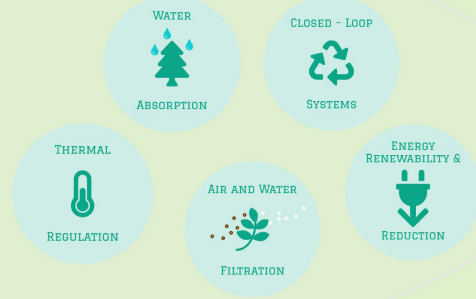 Water
Absorption
Closed - Loop
Systems
Thermal
Regulation
Air and Water
Filtration
Energy
Renewability &
Reduction